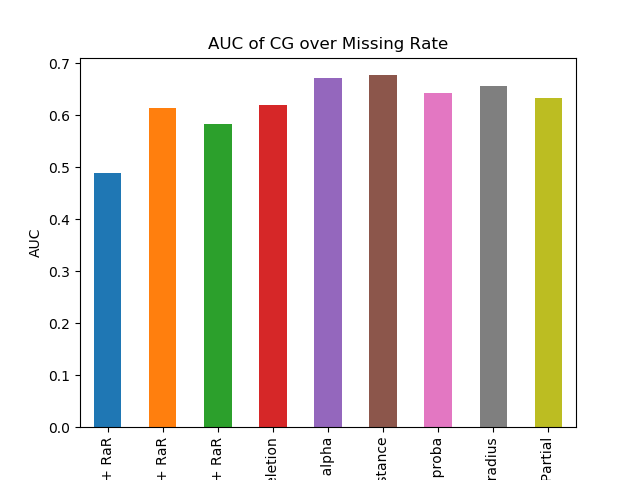 AUC of CG over Missing Rate
AUC
0.7
0.6
0.5
0.4
0.3
0.2
0.1
0.0
+ RaR
+ RaR
+ RaR
eletion
alpha
stance
proba
radius
Partial